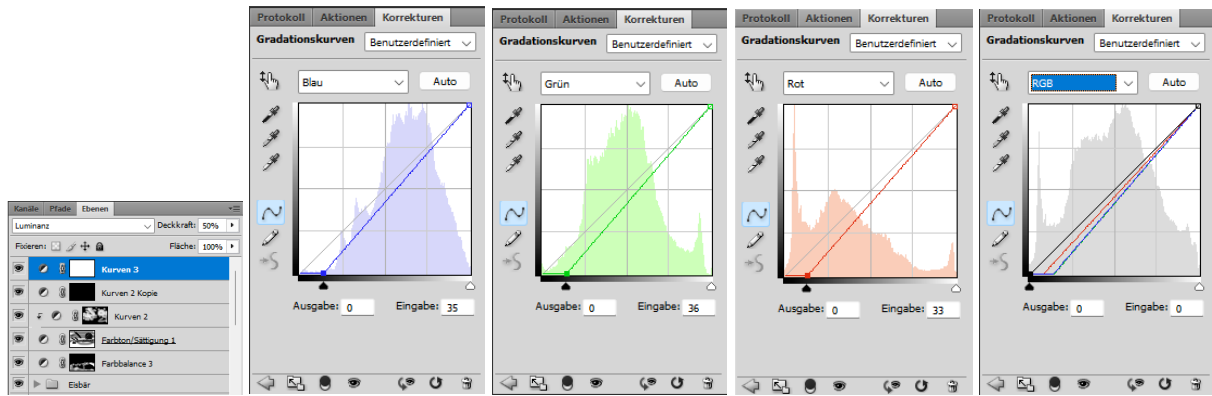 Kanäle Pfade Ebenen
Luminanz Deckkraft: 50%
Fixieren: Fläche: 100%
Kurven 3
Kurven 2 Kopie
Kurven 2
Farbton/Sättigung 1
Farbbalance 3
Eisbär
Protokoll Aktionen Korrekturen
Gradationskurven Benutzerdefiniert
Blau Auto
Ausgabe: 0 Eingabe: 35
Protokoll Aktionen Korrekturen
Gradationskurven Benutzerdefiniert
Grün Auto
Ausgabe: 0 Eingabe: 36
Protokoll Aktionen Korrekturen
Gradationskurven Benutzerdefiniert
Rot Auto
Ausgabe: 0 Eingabe: 33
Protokoll Aktionen Korrekturen
Gradationskurven Benutzerdefiniert
RGB Auto
Ausgabe: 0 Eingabe: 0